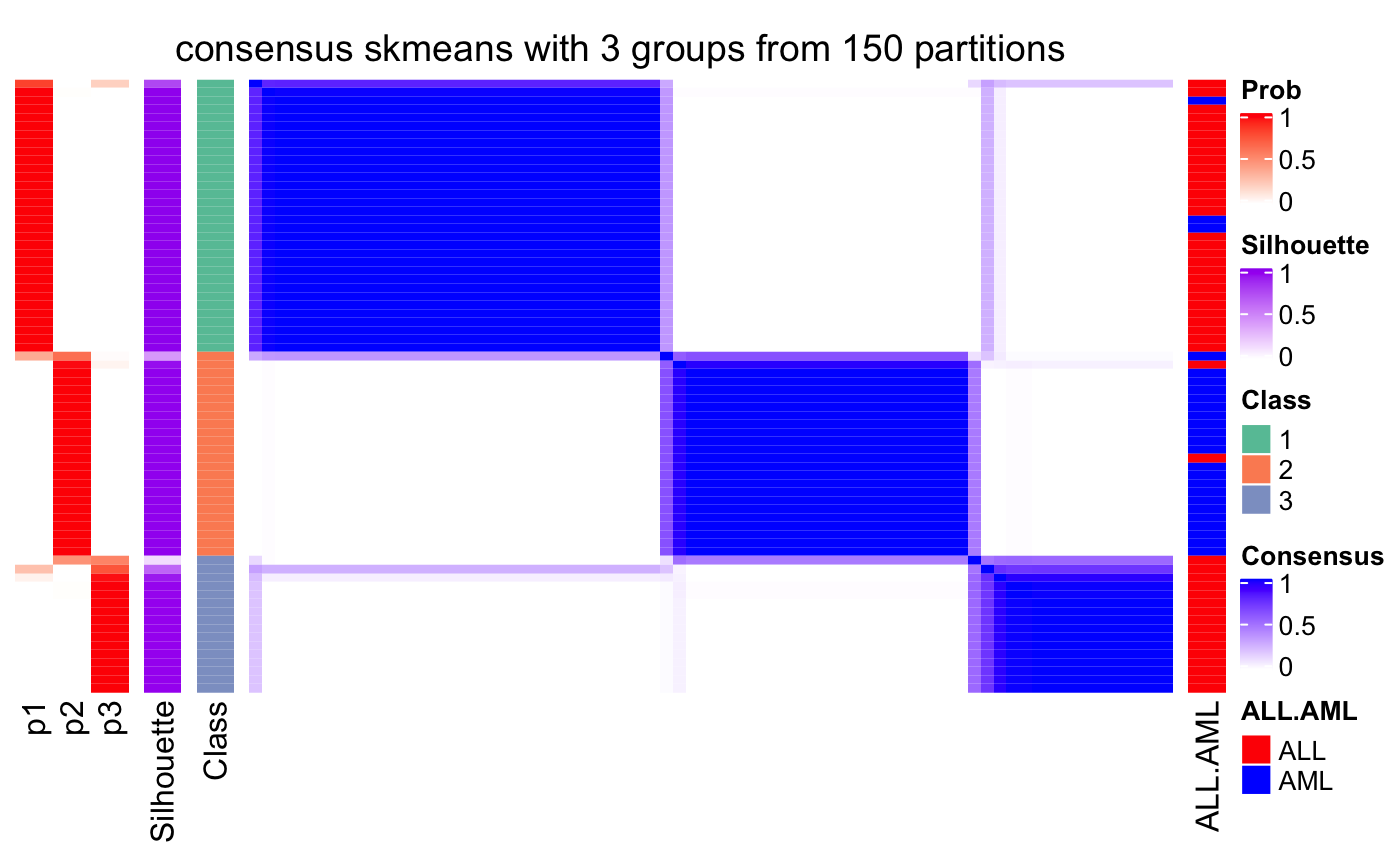 consensus skmeans with 3 groups from 150 partitions
Prob
1
0.5
0
Silhouette
1
0.5
0
Class
1
2
3
Consensus
1
0.5
0
ALL.AML
ALL
AML
p1
p2
p3
Silhouette
Class
ALL.AML